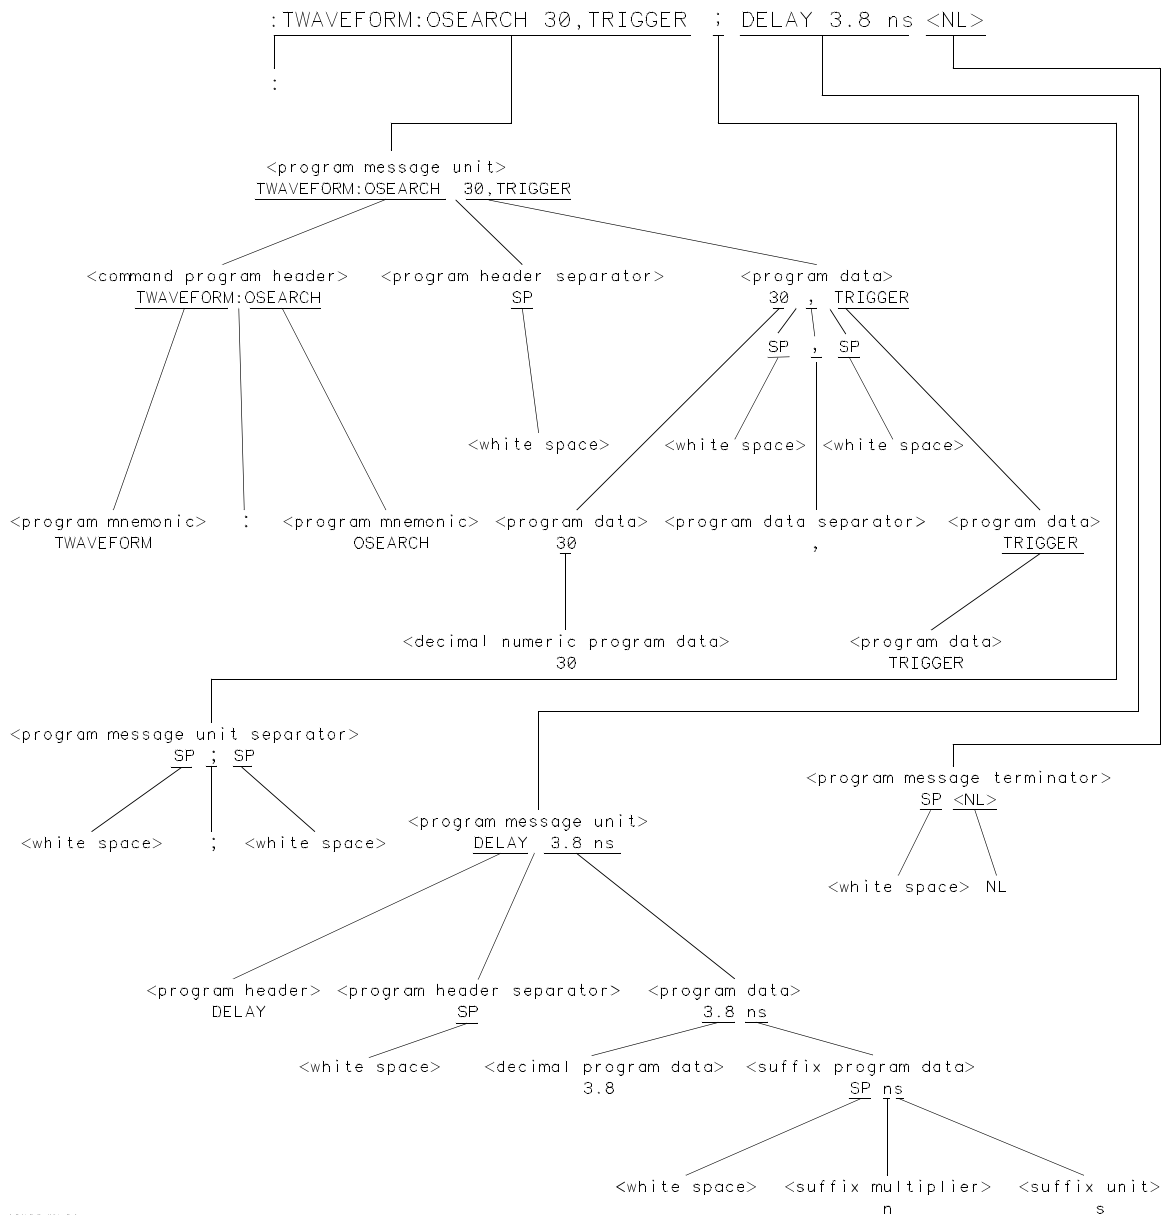 :TWAVEFORM:OSEARCH 30,TRIGGER ; DELAY 3.8 ns <NL>
:
<program message unit>
TWAVEFORM:OSEARCH 30,TRIGGER
<command program header> <program header separator> <program data>
TWAVEFORM:OSEARCH SP 30 , TRIGGER
SP , SP
<white space> <white space> <white space>
<program mnemonic> : <program mnemonic> <program data> <program data separator> <program data>
TWAVEFORM OSEARCH 30 , TRIGGER
<decimal numeric program data> <program data>
30 TRIGGER
<program message unit separator>
SP ; SP
<program message terminator>
SP <NL>
<program message unit>
<white space> ; <white space> DELAY 3.8 ns
<white space> NL
<program header> <program header separator> <program data>
DELAY SP 3.8 ns
<white space> <decimal program data> <suffix program data>
3.8 SP ns
<white space> <suffix multiplier> <suffix unit>
n s